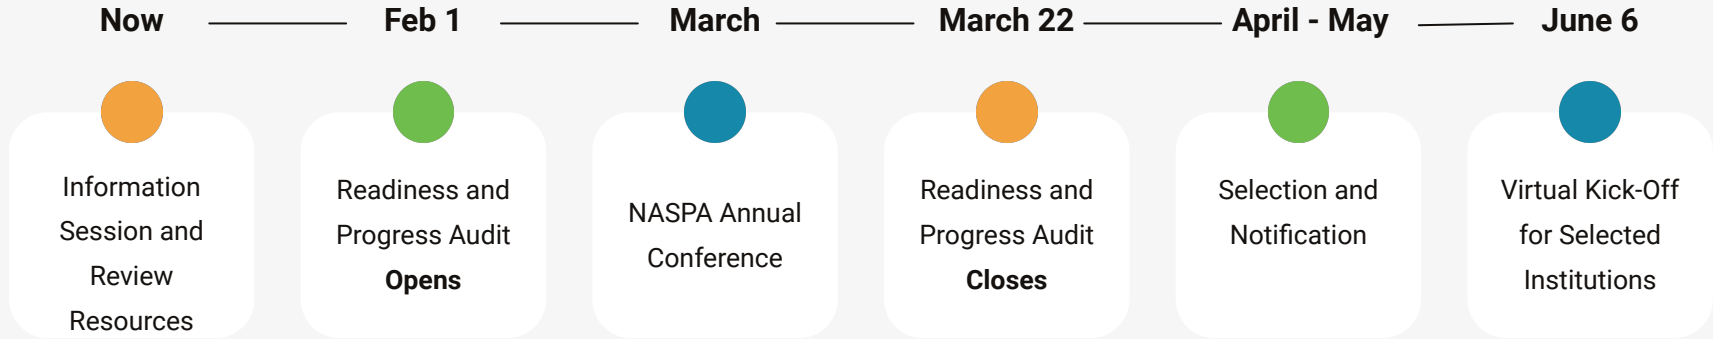 Now
Feb 1
March
March 22
April - May
June 6
Information
Session and
Review
Resources
Readiness and
Progress Audit
Opens
NASPA Annual
Conference
Readiness and
Progress Audit
Closes
Selection and
Notification
Virtual Kick-Off
for Selected
Institutions